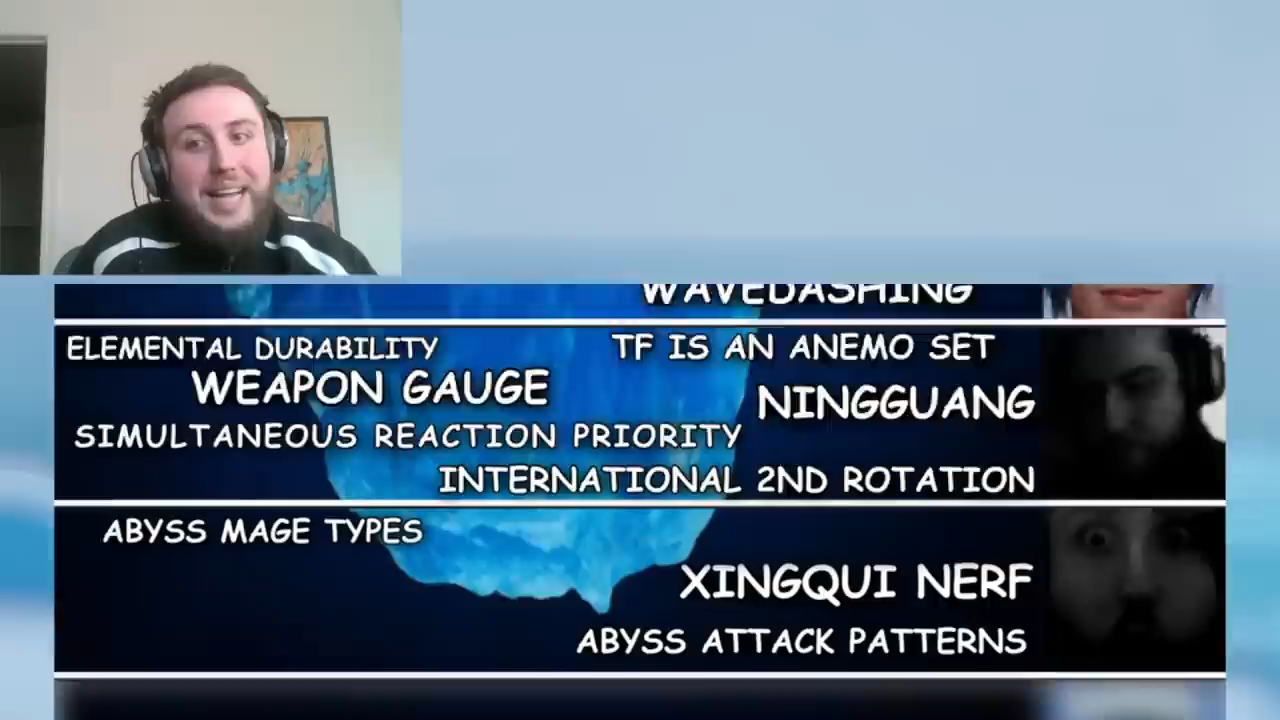 WAVEDASHING
ELEMENTAL DURABILITY
TF IS AN ANEMO SET
WEAPON GAUGE
NINGGUANG
SIMULTANEOUS REACTION PRIORITY
INTERNATIONAL 2ND ROTATION
ABYSS MAGE TYPES
XINGQUI NERF
ABYSS ATTACK PATTERNS